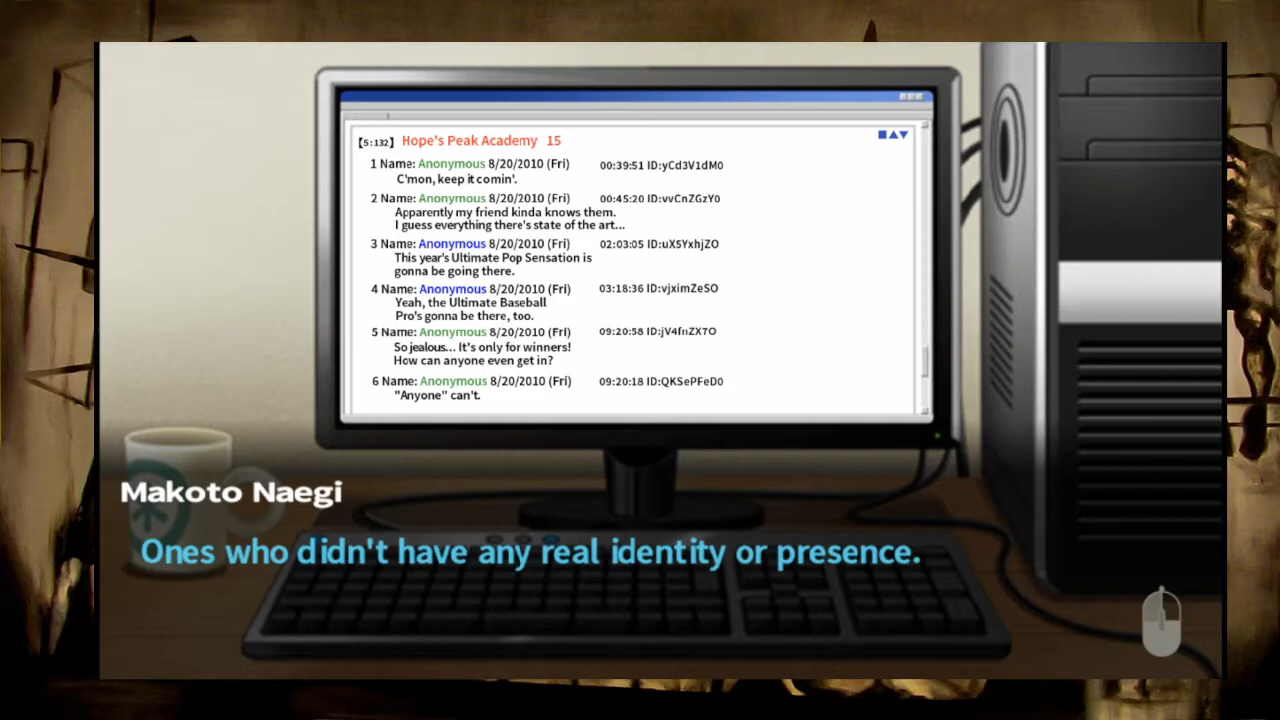 【5:132】 Hope's Peak Academy 15
1 Name: Anonymous 8/20/2010 (Fri) 00:39:51 ID:yCd3V1dM0
C'mon, keep it comin'.
2 Name: Anonymous 8/20/2010 (Fri) 00:45:20 ID:vvCnZGzY0
Apparently my friend kinda knows them.
I guess everything there's state of the art...
3 Name: Anonymous 8/20/2010 (Fri) 02:03:05 ID:uX5YxhjZO
This year's Ultimate Pop Sensation is
gonna be going there.
4 Name: Anonymous 8/20/2010 (Fri) 03:18:36 ID:vjximZeSO
Yeah, the Ultimate Baseball
Pro's gonna be there, too.
5 Name: Anonymous 8/20/2010 (Fri) 09:20:58 ID:jV4fnZX7O
So jealous... It's only for winners!
How can anyone even get in?
6 Name: Anonymous 8/20/2010 (Fri) 09:20:18 ID:QKSePFeD0
"Anyone" can't.
Makoto Naegi
Ones who didn't have any real identity or presence.